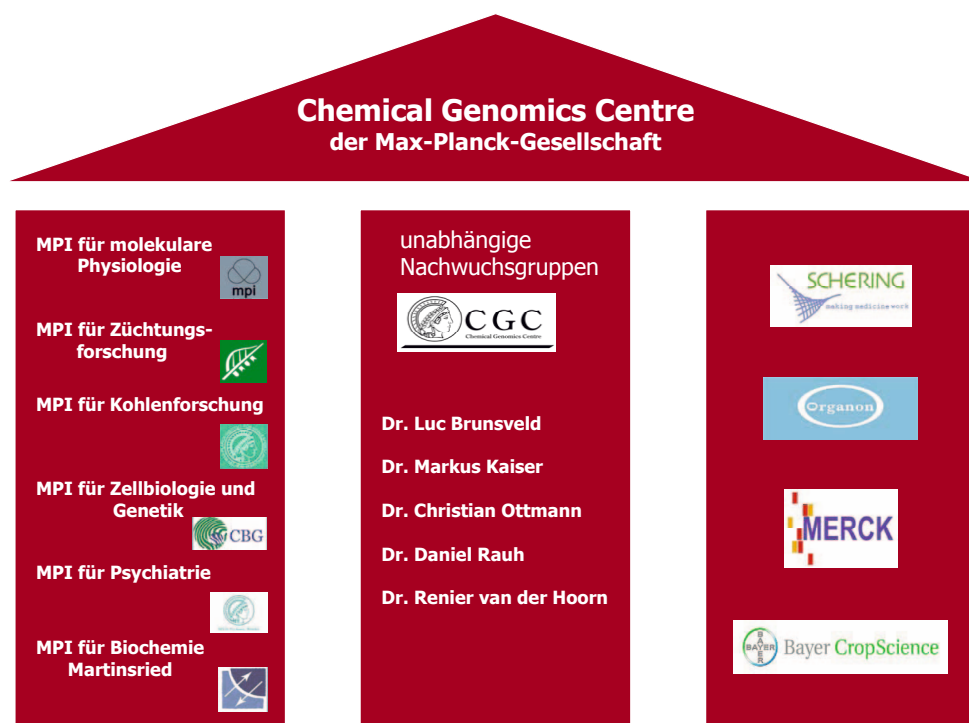 Chemical Genomics Centre
der Max-Planck-Gesellschaft
MPI für molekulare
Physiologie
mpi
MPI für Züchtungs-
forschung
MPI für Kohlenforschung
MPI für Zellbiologie und
Genetik
CBG
MPI für Psychiatrie
MPI für Biochemie
Martinsried
unabhängige
Nachwuchsgruppen
CGC
Chemical Genomics Centre
Dr. Luc Brunsveld
Dr. Markus Kaiser
Dr. Christian Ottmann
Dr. Daniel Rauh
Dr. Renier van der Hoorn
SCHERING
making medicine work
Organon
MERCK
BAYER
BAYER
Bayer CropScience